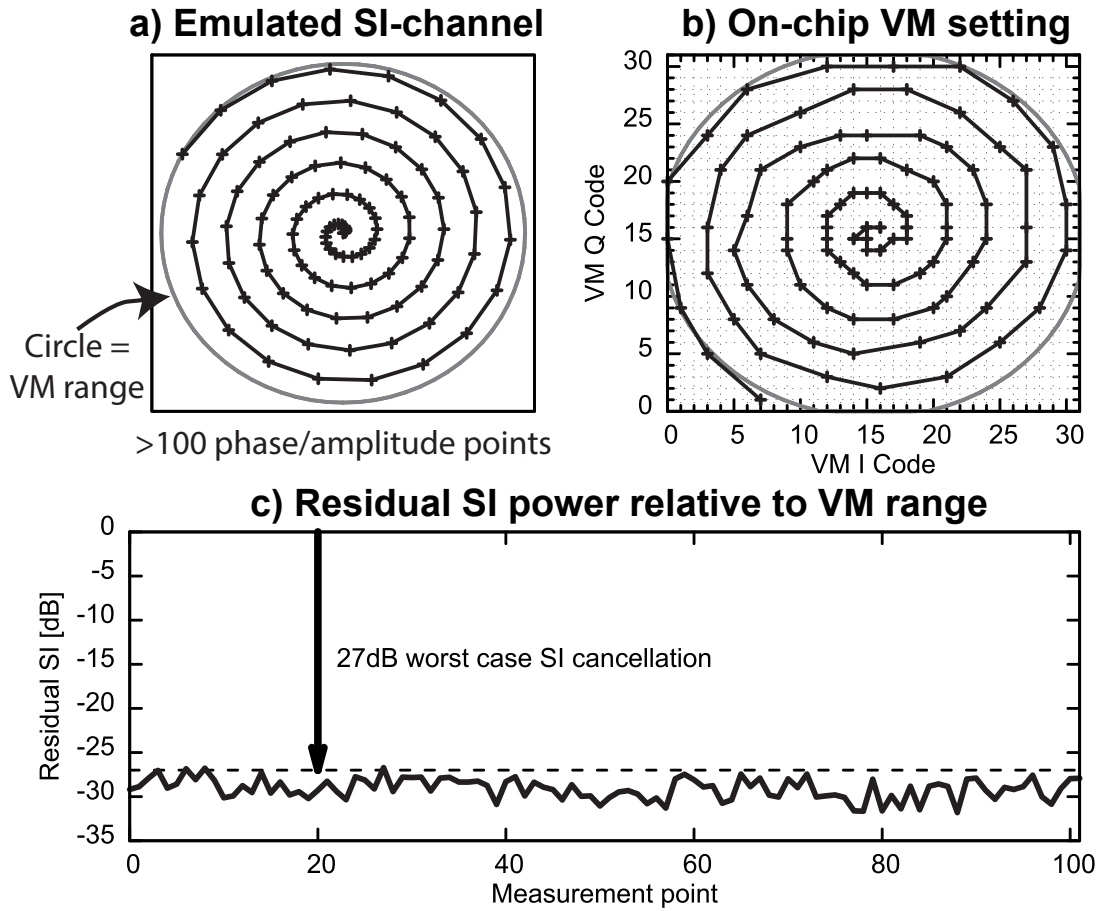 a) Emulated SI-channel
Circle =
VM range
>100 phase/amplitude points
b) On-chip VM setting
30
25
20
15
10
5
0
VM Q Code
0 5 10 15 20 25 30
VM I Code
c) Residual SI power relative to VM range
0
-5
-10
-15
-20
-25
-30
-35
Residual SI [dB]
27dB worst case SI cancellation
0 20 40 60 80 100
Measurement point